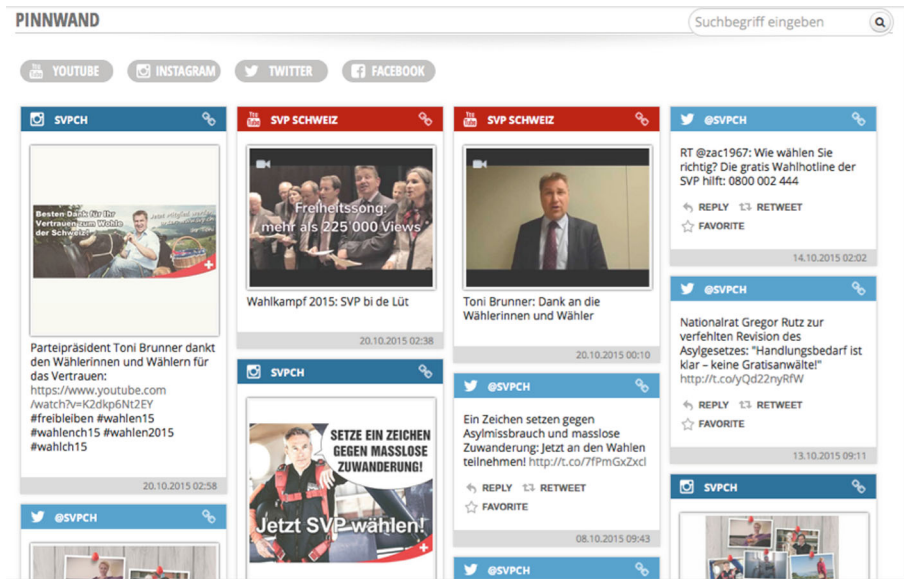 PINNWAND
Suchbegriff eingeben
You Tube YOUTUBE
INSTAGRAM
TWITTER
FACEBOOK
SVPCH
Besten Dank für Ihr
Vertrauen zum Wohle
der Schweiz!
Parteipräsident Toni Brunner dankt
den Wählerinnen und Wählern für
das Vertrauen:
https://www.youtube.com
/watch?v=K2dkp6Nt2EY
#freibleiben #wahlen15
#wahlench15 #wahlen2015
#wahlch15
20.10.2015 02:58
@SVPCH
You Tube SVP SCHWEIZ
Freiheitssong:
mehr als 225'000 Views
Wahlkampf 2015: SVP bi de Lüt
20.10.2015 02:38
SVPCH
SETZE EIN ZEICHEN
GEGEN MASSLOSE
ZUWANDERUNG!
Jetzt SVP wählen!
You Tube SVP SCHWEIZ
Toni Brunner: Dank an die
Wählerinnen und Wähler
20.10.2015 00:10
@SVPCH
Ein Zeichen setzen gegen
Asylmissbrauch und masslose
Zuwanderung: Jetzt an den Wahlen
teilnehmen! http://t.co/7fPmGxZxcl
REPLY RETWEET
FAVORITE
08.10.2015 09:43
@SVPCH
@SVPCH
RT @zac1967: Wie wählen Sie
richtig? Die gratis Wahlhotline der
SVP hilft: 0800 002 444
REPLY RETWEET
FAVORITE
14.10.2015 02:02
@SVPCH
Nationalrat Gregor Rutz zur
verfehlten Revision des
Asylgesetzes: "Handlungsbedarf ist
klar – keine Gratisanwälte!"
http://t.co/yQd22nyRfW
REPLY RETWEET
FAVORITE
13.10.2015 09:11
SVPCH